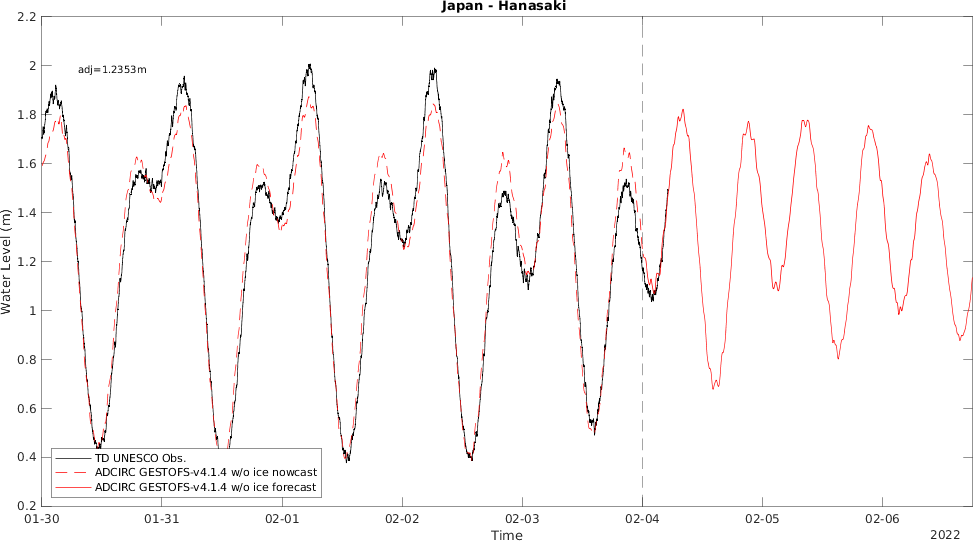 Japan - Hanasaki
2.2
2
1.8
1.6
1.4
1.2
1
0.8
0.6
0.4
0.2
Water Level (m)
adj=1.2353m
TD UNESCO Obs.
ADCIRC GESTOFS-v4.1.4 w/o ice nowcast
ADCIRC GESTOFS-v4.1.4 w/o ice forecast
01-30 01-31 02-01 02-02 02-03 02-04 02-05 02-06
Time
2022